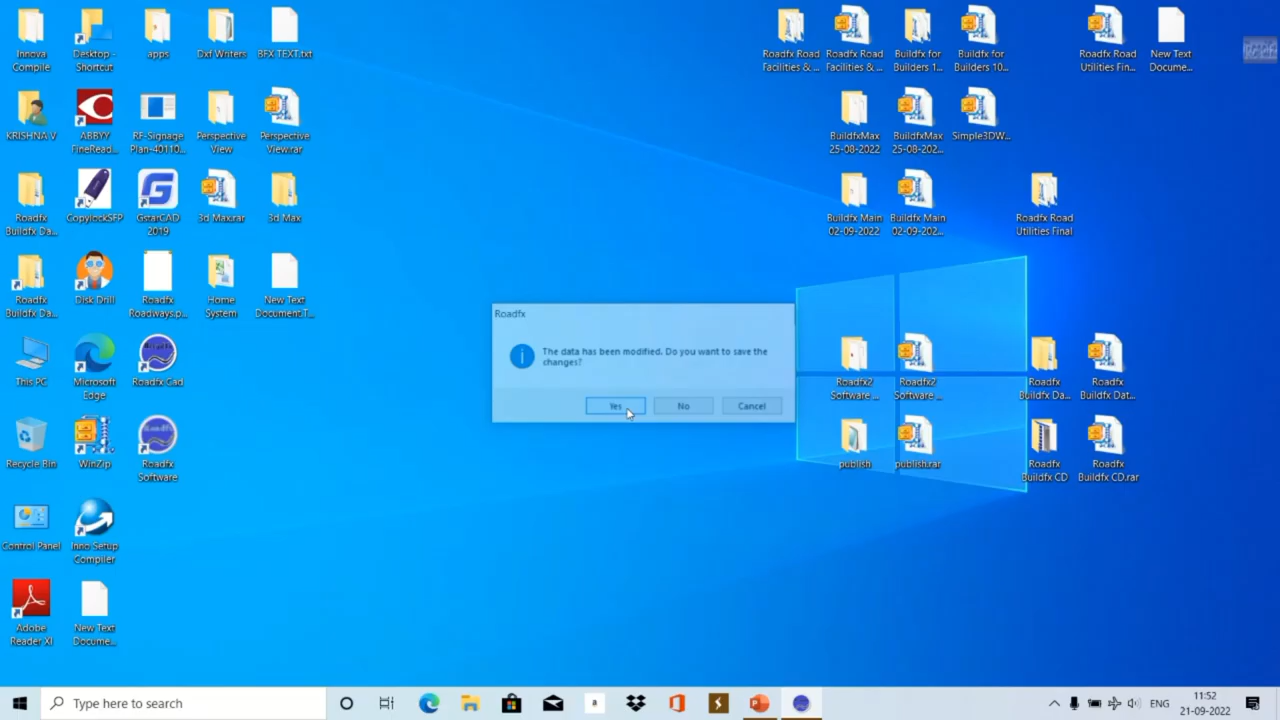 Innova
Compile
Desktop -
Shortcut
apps
Dxf Writers
BFX TEXT.txt
Roadfx Road
Facilities & ...
Roadfx Road
Facilities & ...
Buildfx for
Builders 1...
Buildfx for
Builders 10...
Roadfx Road
Utilities Fin...
New Text
Docume...
KRISHNA V
ABBYY
FineRead...
RF-Signage
Plan-40110...
Perspective
View
Perspective
View.rar
BuildfxMax
25-08-2022
BuildfxMax
25-08-202...
Simple3DW...
Roadfx
Buildfx Da...
CopylockSFP
GstarCAD
2019
3d Max.rar
3d Max
Buildfx Main
02-09-2022
Buildfx Main
02-09-202...
Roadfx Road
Utilities Final
Roadfx
Buildfx Da...
Disk Drill
Roadfx
Roadways.p...
Home
System
New Text
Document.T...
Roadfx
The data has been modified. Do you want to save the
changes?
Yes
No
Cancel
This PC
Microsoft
Edge
Roadfx Cad
Roadfx2
Software ...
Roadfx2
Software ...
Roadfx
Buildfx Da...
Roadfx
Buildfx Dat...
Recycle Bin
WinZip
Roadfx
Software
publish
publish.rar
Roadfx
Buildfx CD
Roadfx
Buildfx CD.rar
Control Panel
Inno Setup
Compiler
Adobe
Reader XI
New Text
Docume...
Type here to search
a
ENG
11:52
21-09-2022